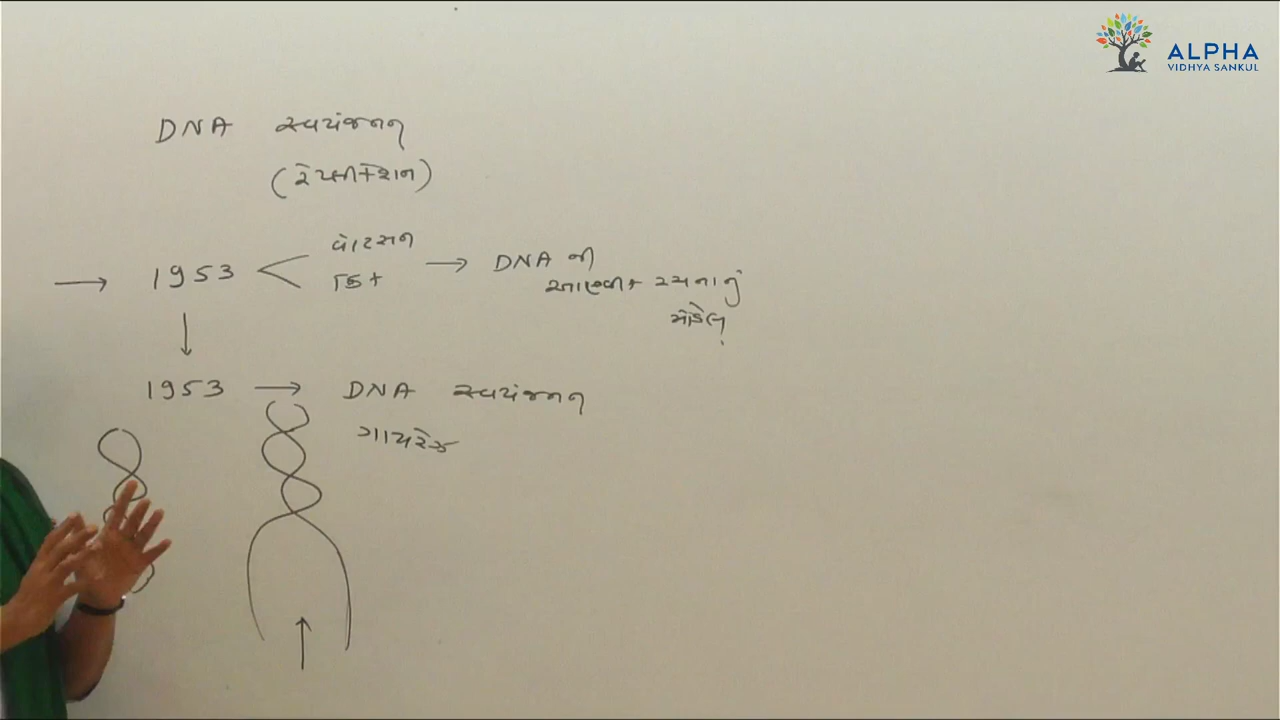 ALPHA
VIDHYA SANKUL
DNA સ્વયંજનન
(રેપ્લીકેશન)
1953
વોટસન
ક્રિક
DNA ની
આણ્વીક રચનાનું
મોડેલ
1953 DNA સ્વયંજનન
ગાયરેઝ